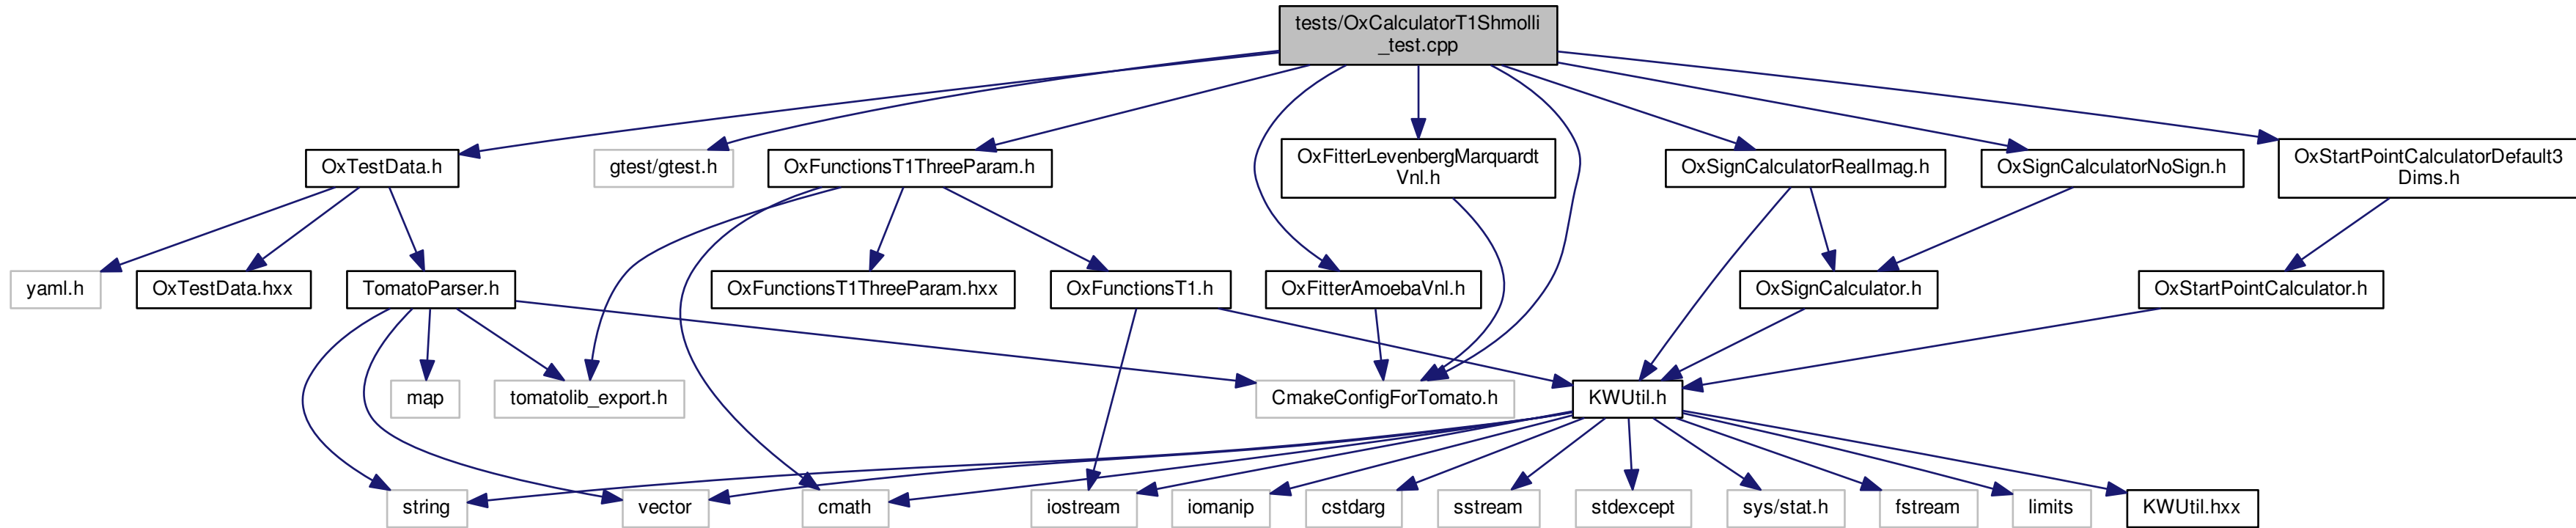 tests/OxCalculatorT1Shmolli
_test.cpp
OxTestData.h
gtest/gtest.h
OxFunctionsT1ThreeParam.h
OxFitterLevenbergMarquardt
Vnl.h
OxSignCalculatorRealImag.h
OxSignCalculatorNoSign.h
OxStartPointCalculatorDefault3
Dims.h
yaml.h
OxTestData.hxx
TomatoParser.h
OxFunctionsT1ThreeParam.hxx
OxFunctionsT1.h
OxFitterAmoebaVnl.h
OxSignCalculator.h
OxStartPointCalculator.h
map
tomatolib_export.h
CmakeConfigForTomato.h
KWUtil.h
string
vector
cmath
iostream
iomanip
cstdarg
sstream
stdexcept
sys/stat.h
fstream
limits
KWUtil.hxx